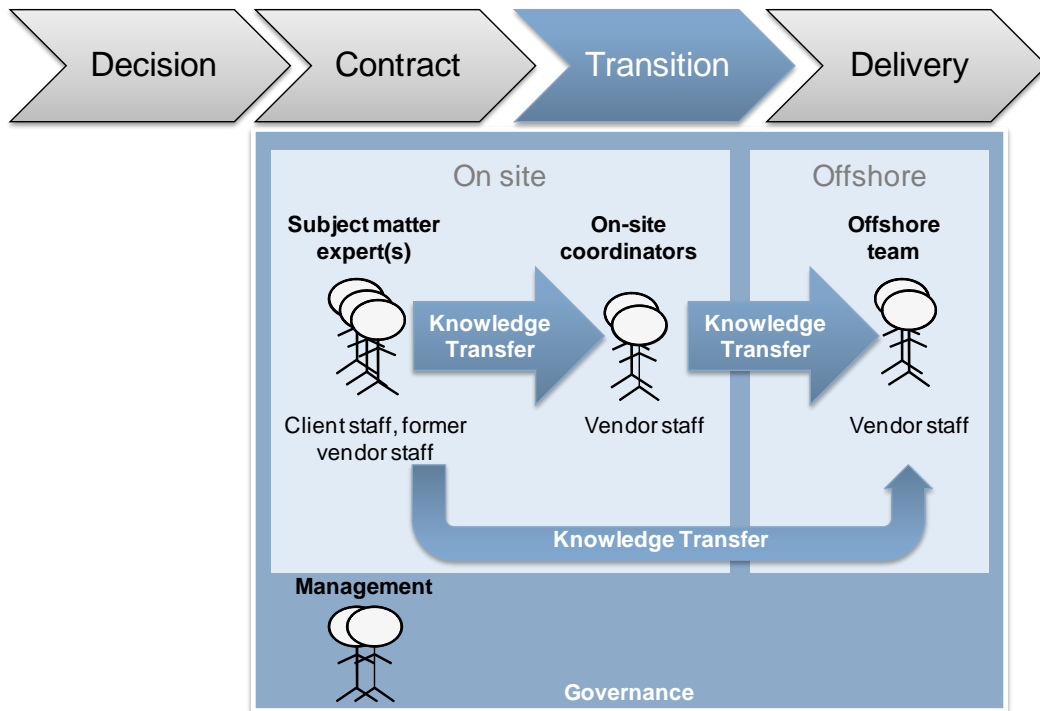 Decision
Contract
Transition
Delivery
On site
Offshore
Subject matter
expert(s)
On-site
coordinators
Offshore
team
Knowledge
Transfer
Knowledge
Transfer
Client staff, former
vendor staff
Vendor staff
Vendor staff
Knowledge Transfer
Management
Governance